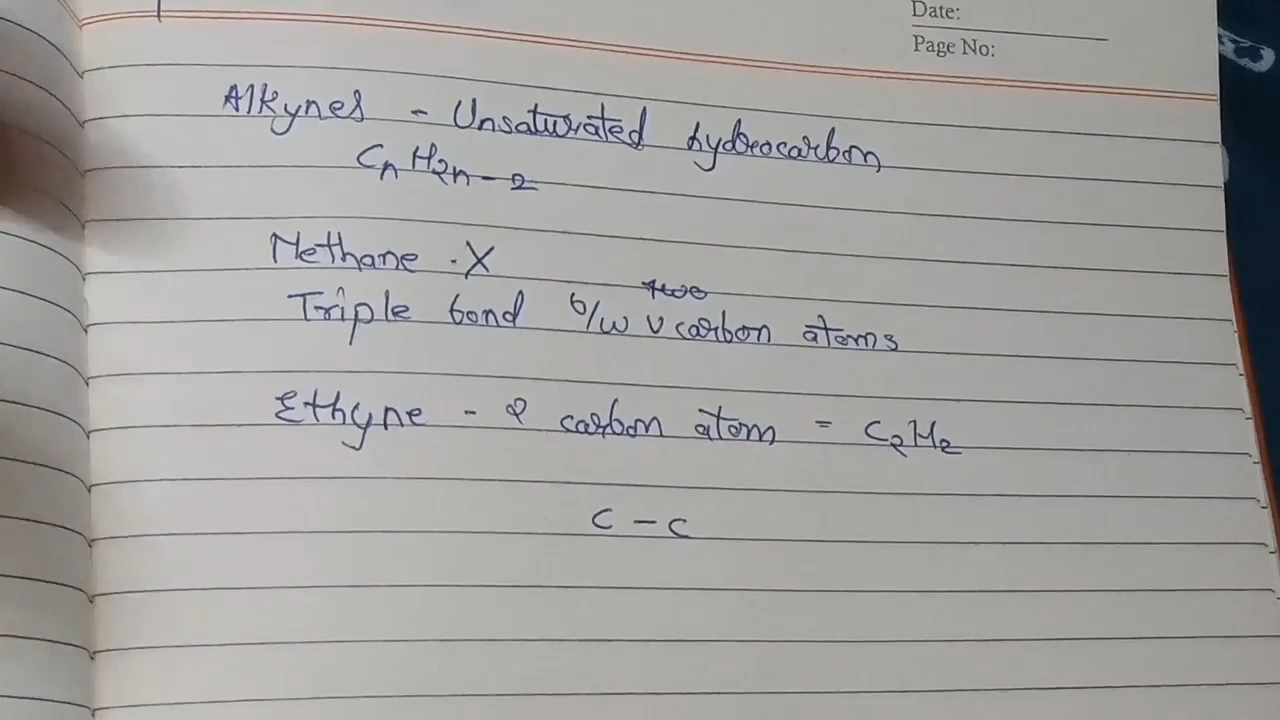 Date:
Page No:
Alkynes - Unsaturated hydrocarbon
CnH2n-2
Methane . X
two
Triple bond b/w v carbon atoms
Ethyne - 2 carbon atom = C2H2
C - C